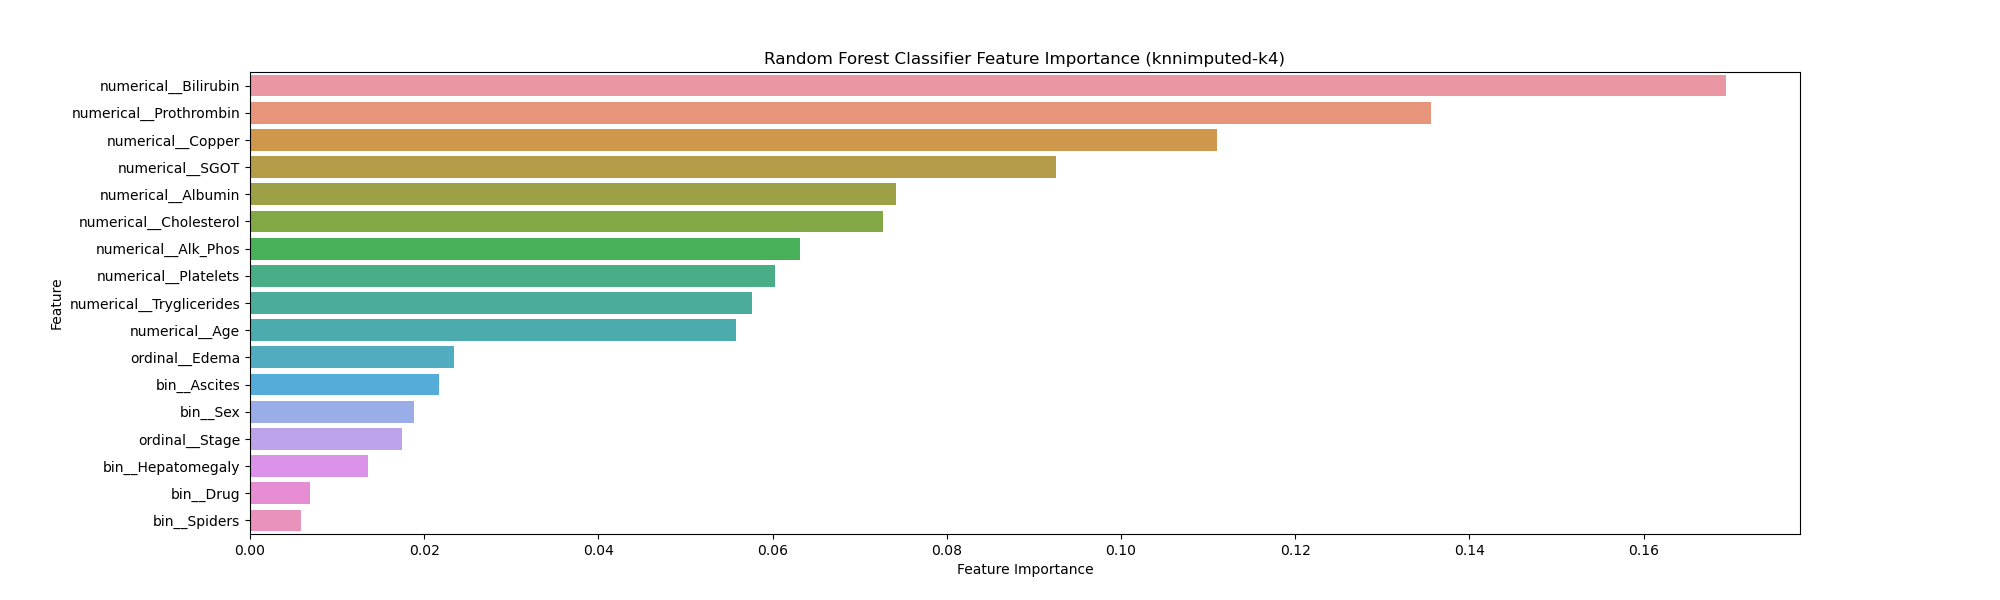 Random Forest Classifier Feature Importance (knnimputed-k4)
numerical__Bilirubin
numerical__Prothrombin
numerical__Copper
numerical__SGOT
numerical__Albumin
numerical__Cholesterol
numerical__Alk_Phos
numerical__Platelets
numerical__Tryglicerides
numerical__Age
ordinal__Edema
bin__Ascites
bin__Sex
ordinal__Stage
bin__Hepatomegaly
bin__Drug
bin__Spiders
Feature
0.00 0.02 0.04 0.06 0.08 0.10 0.12 0.14 0.16
Feature Importance